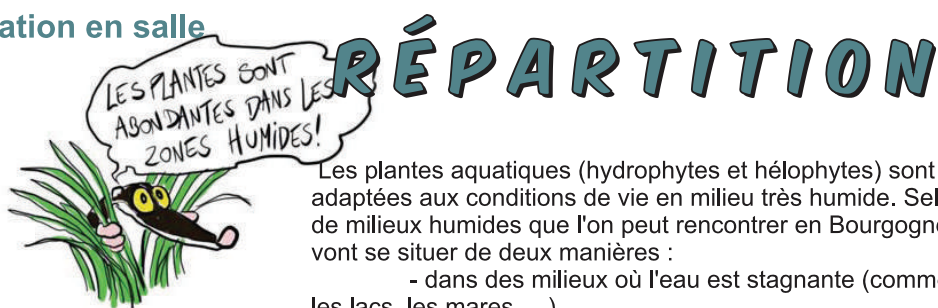 ation en salle
RÉPARTITION
LES PLANTES SONT
ABONDANTES DANS LES
ZONES HUMIDES!
Les plantes aquatiques (hydrophytes et hélophytes) sont
adaptées aux conditions de vie en milieu très humide. Sel
de milieux humides que l'on peut rencontrer en Bourgogne
vont se situer de deux manières :
- dans des milieux où l'eau est stagnante (comm
les lacs, les mares, ...)